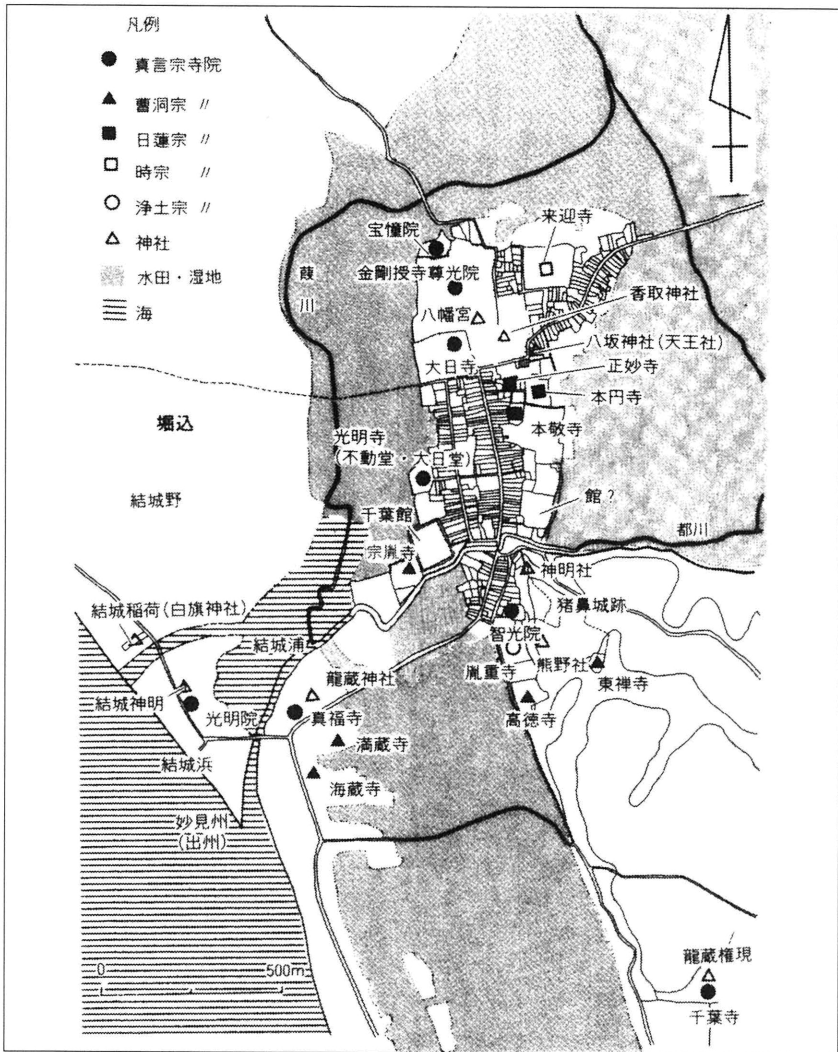 凡例
真言宗寺院
曹洞宗 〃
日蓮宗 〃
時宗 〃
浄土宗 〃
神社
水田・湿地
海
宝幢院
来迎寺
金剛授寺尊光院
葭川
香取神社
八幡宮
八坂神社(天王社)
大日寺
正妙寺
本円寺
堀込
本敬寺
光明寺
(不動堂・大日堂)
結城野
館?
千葉館
都川
宗胤寺
神明社
猪鼻城跡
結城稲荷(白旗神社)
智光院
結城浦
熊野社
龍蔵神社
胤重寺
東禅寺
結城神明
光明院
真福寺
高徳寺
満蔵寺
結城浜
海蔵寺
妙見州
(出州)
龍蔵権現
0 500m
千葉寺